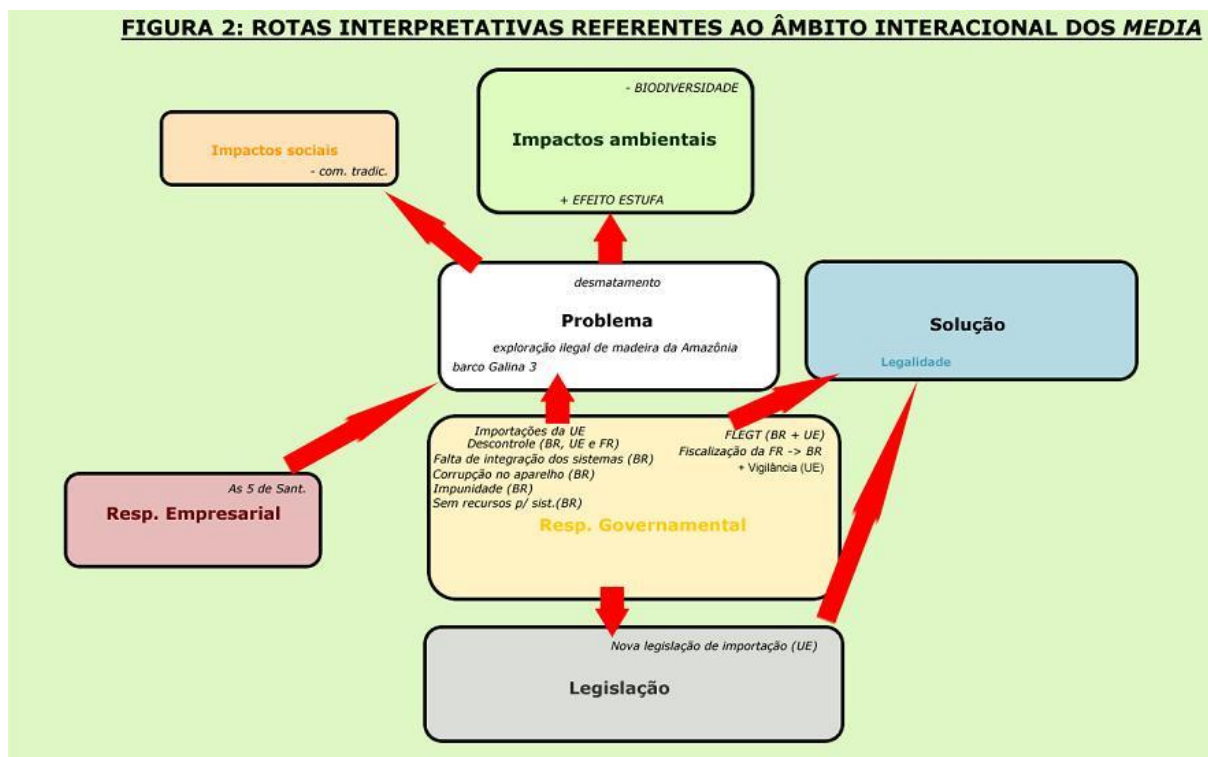 FIGURA 2: ROTAS INTERPRETATIVAS REFERENTES AO ÂMBITO INTERACIONAL DOS MEDIA
- BIODIVERSIDADE
Impactos ambientais
+ EFEITO ESTUFA
Impactos sociais
- com. tradic.
desmatamento
Problema
exploração ilegal de madeira da Amazônia
barco Galina 3
Solução
Legalidade
Importações da UE
Descontrole (BR, UE e FR)
Falta de integração dos sistemas (BR)
Corrupção no aparelho (BR)
Impunidade (BR)
Sem recursos p/ sist.(BR)
FLEGT (BR + UE)
Fiscalização da FR -> BR
+ Vigilância (UE)
Resp. Governamental
As 5 de Sant.
Resp. Empresarial
Nova legislação de importação (UE)
Legislação